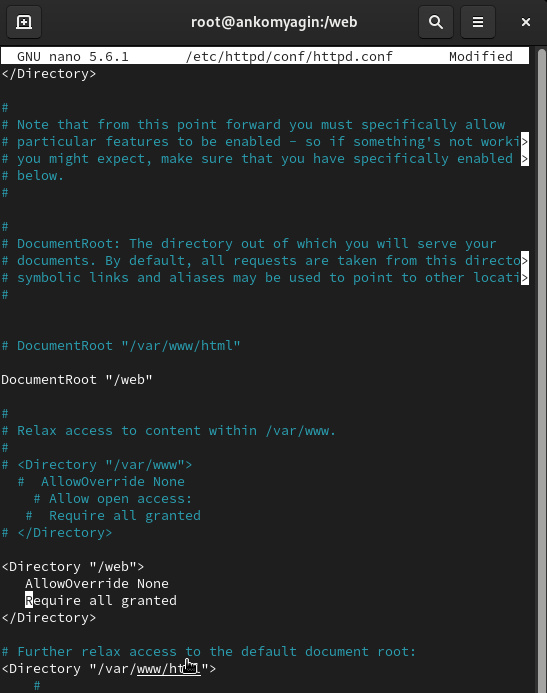 root@ankomyagin:/web
GNU nano 5.6.1 /etc/httpd/conf/httpd.conf Modified
</Directory>
#
# Note that from this point forward you must specifically allow
# particular features to be enabled - so if something's not worki>
# you might expect, make sure that you have specifically enabled >
# below.
#
#
# DocumentRoot: The directory out of which you will serve your
# documents. By default, all requests are taken from this directo>
# symbolic links and aliases may be used to point to other locati>
#
# DocumentRoot "/var/www/html"
DocumentRoot "/web"
#
# Relax access to content within /var/www.
#
# <Directory "/var/www">
#  AllowOverride None
# Allow open access:
#  Require all granted
# </Directory>
<Directory "/web">
AllowOverride None
Require all granted
</Directory>
# Further relax access to the default document root:
<Directory "/var/www/html">
#